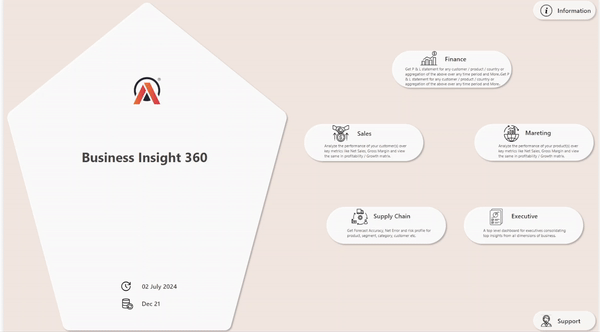 Information
Finance
Get P & L statement for any customer / product / country or
aggregation of the above over any time period and More.Get P
& L statement for any customer / product / country or
aggregation of the above over any time period and More.
Sales
Analyze the performance of your customer(s) over
key metrics like Net Sales, Gross Margin and view
the same in profitability / Growth matrix.
Mareting
Analyze the performance of your product(s) over
key metrics like Net Sales, Gross Margin and view
the same in profitability / Growth matrix.
Business Insight 360
Supply Chain
Get Forecast Accuracy, Net Error and risk profile for
product, segment, category, customer etc.
Executive
A top level dashboard for executives consolidating
top insights from all dimensions of business.
02 July 2024
Dec 21
Support